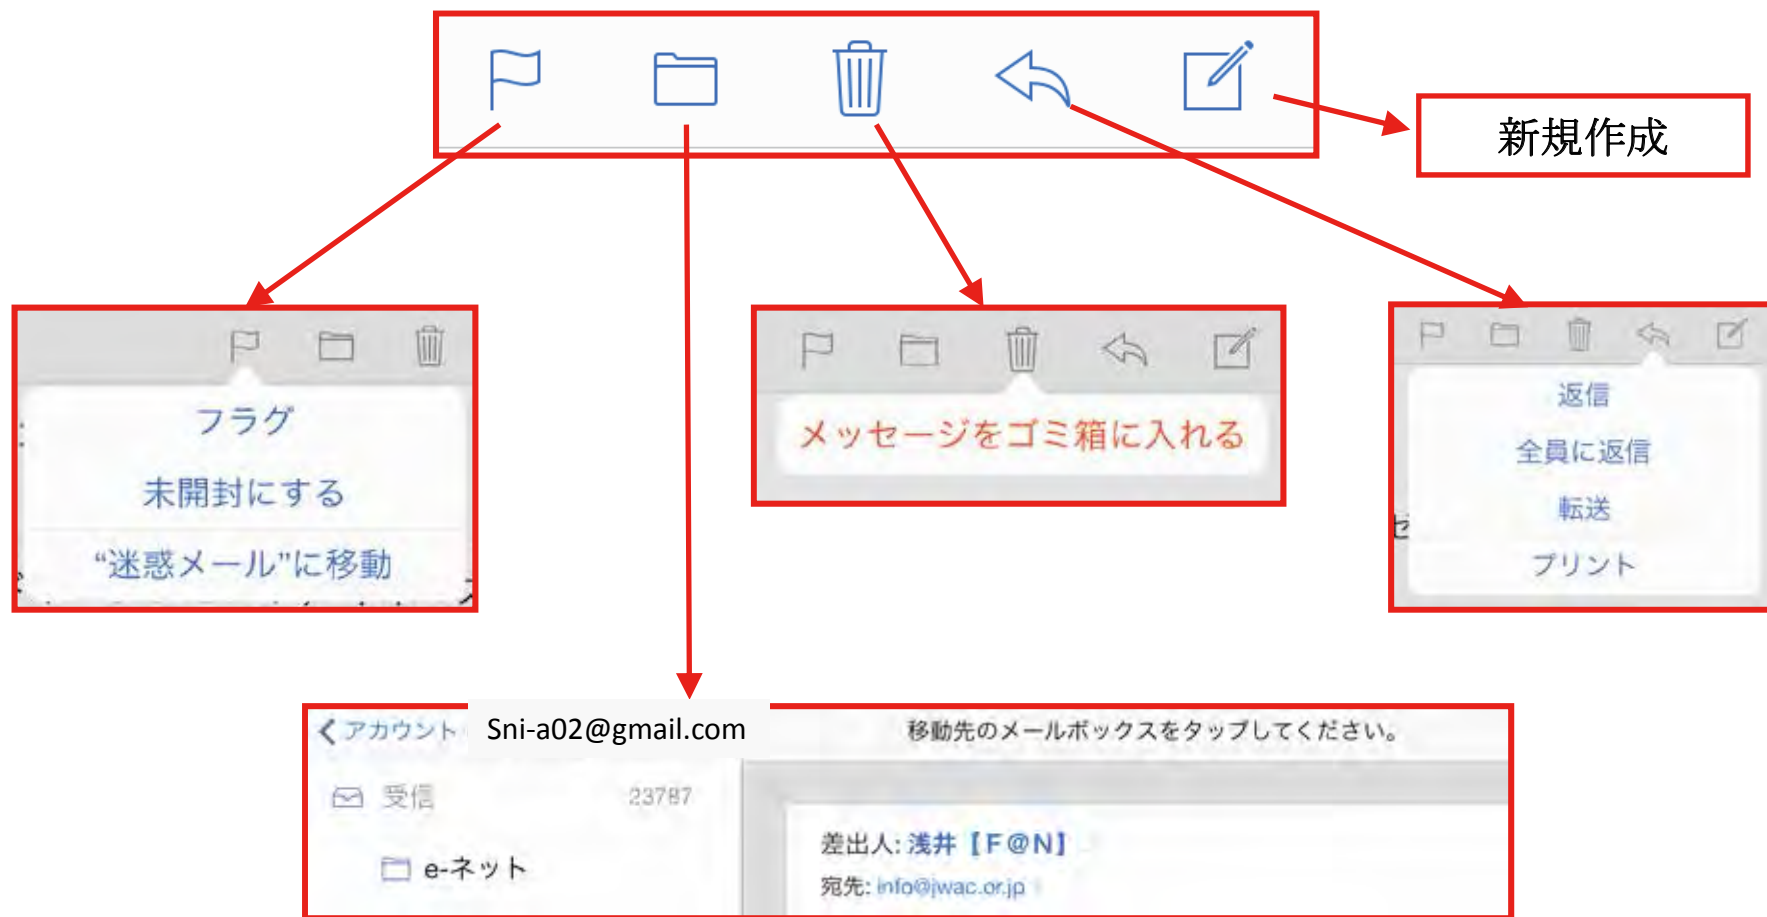 新規作成
フラグ
未開封にする
“迷惑メール”に移動
メッセージをゴミ箱に入れる
返信
全員に返信
転送
プリント
アカウント
Sni-a02@gmail.com
移動先のメールボックスをタップしてください。
受信 23787
e-ネット
差出人: 浅井【F@N】
宛先: info@jwac.or.jp